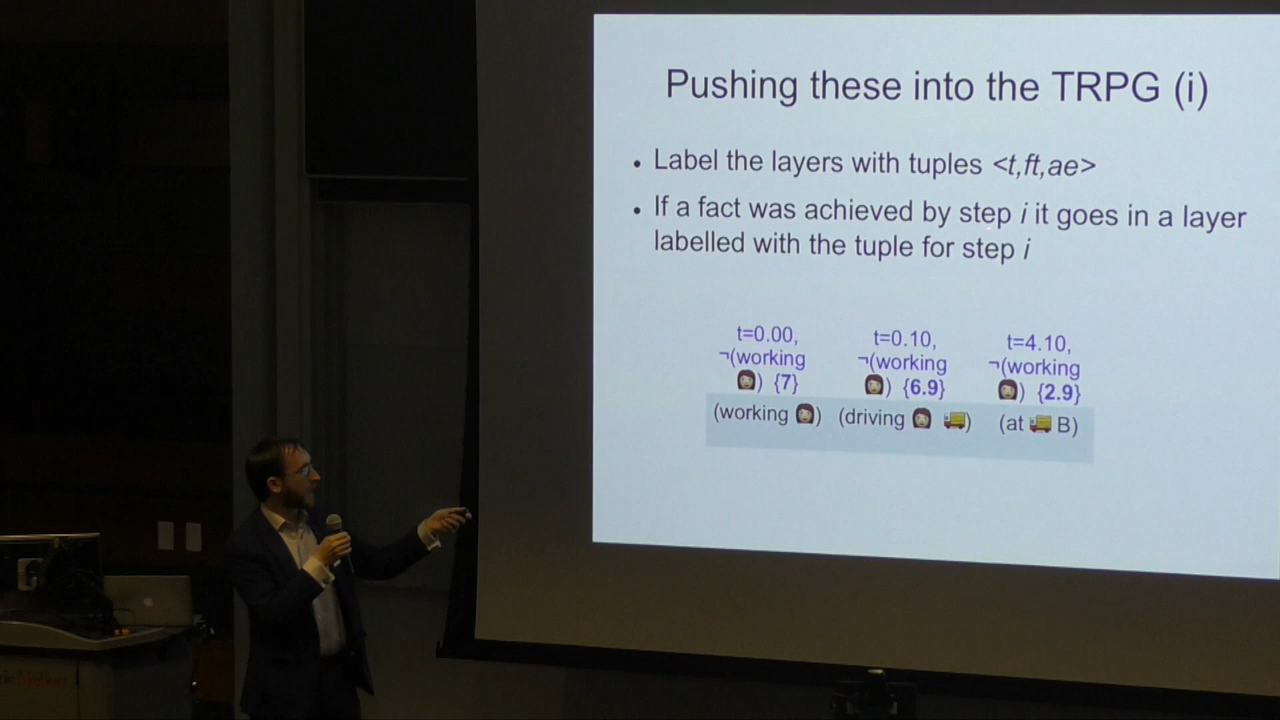 Pushing these into the TRPG (i)
• Label the layers with tuples <t,ft,ae>
• If a fact was achieved by step i it goes in a layer
labelled with the tuple for step i
t=0.00,
¬(working
👩) {7}
(working 👩)
t=0.10,
¬(working
👩) {6.9}
(driving 👩 🚚)
t=4.10,
¬(working
👩) {2.9}
(at 🚚 B)